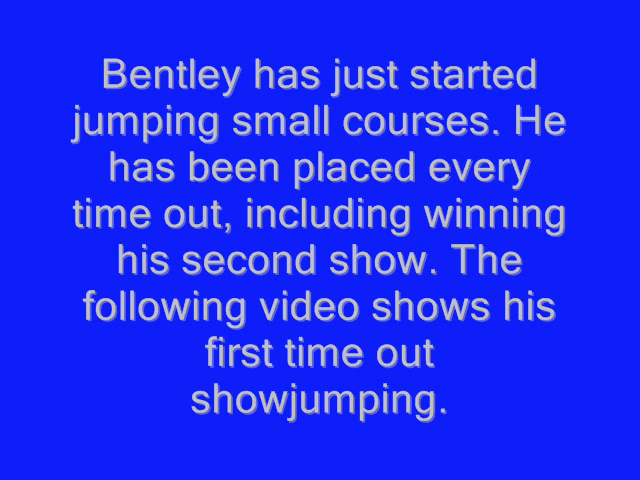 Bentley has just started
jumping small courses. He
has been placed every
time out, including winning
his second show. The
following video shows his
first time out
showjumping.